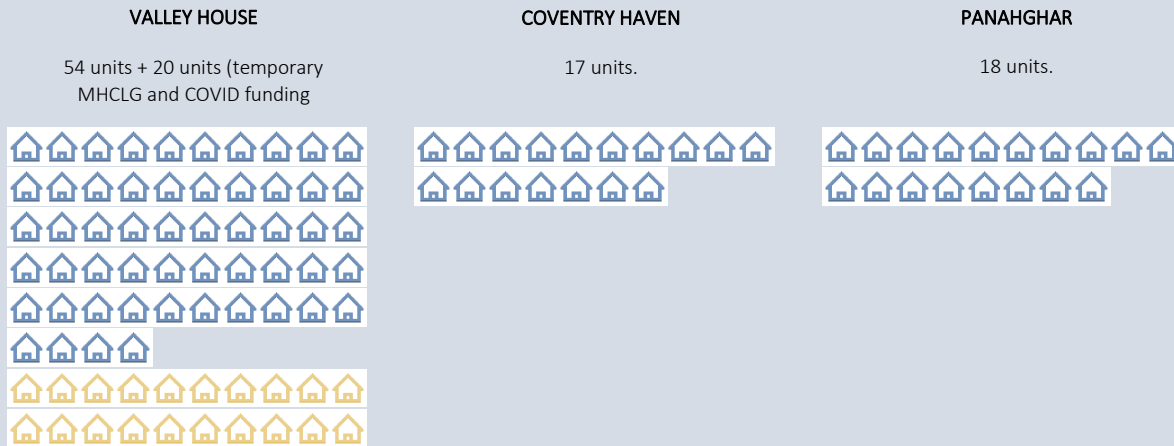 VALLEY HOUSE
54 units + 20 units (temporary
MHCLG and COVID funding
COVENTRY HAVEN
17 units.
PANAHGHAR
18 units.